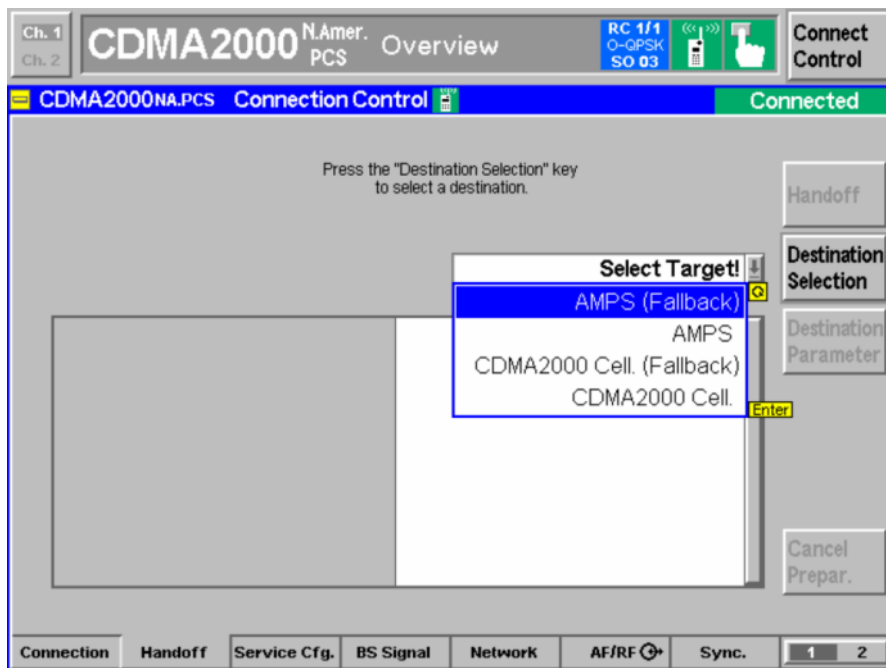 Ch. 1
Ch. 2
CDMA2000 N.Amer. PCS Overview
RC 1/1
O-QPSK
SO 03
Connect Control
CDMA2000 NA.PCS Connection Control
Connected
Press the "Destination Selection" key
to select a destination.
Handoff
Select Target!
Destination Selection
AMPS (Fallback)
AMPS
Destination Parameter
CDMA2000 Cell. (Fallback)
CDMA2000 Cell.
Enter
Cancel Prepar.
Connection Handoff Service Cfg. BS Signal Network AF/RF Sync. 1 2